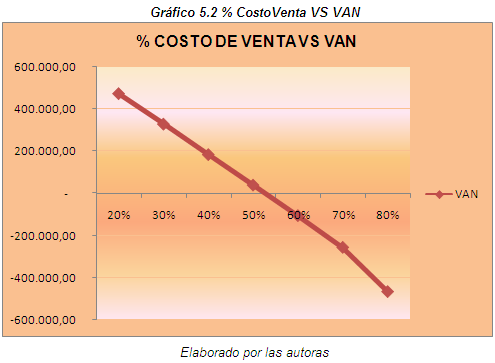 Gráfico 5.2 % CostoVenta VS VAN
% COSTO DE VENTA VS VAN
600.000,00
400.000,00
200.000,00
-
20% 30% 40% 50% 60% 70% 80%
VAN
-200.000,00
-400.000,00
-600.000,00
Elaborado por las autoras